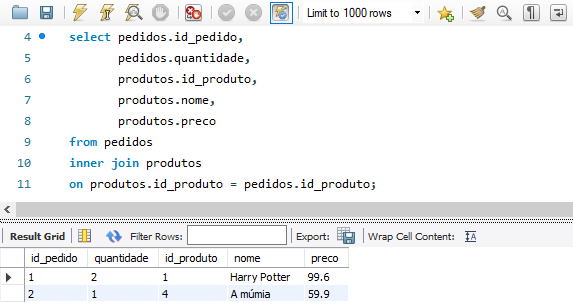 Limit to 1000 rows
4 select pedidos.id_pedido,
5 pedidos.quantidade,
6 produtos.id_produto,
7 produtos.nome,
8 produtos.preco
9 from pedidos
10 inner join produtos
11 on produtos.id_produto = pedidos.id_produto;
Result Grid Filter Rows: Export: Wrap Cell Content:
id_pedido quantidade id_produto nome preco
1 2 1 Harry Potter 99.6
2 1 4 A múmia 59.9